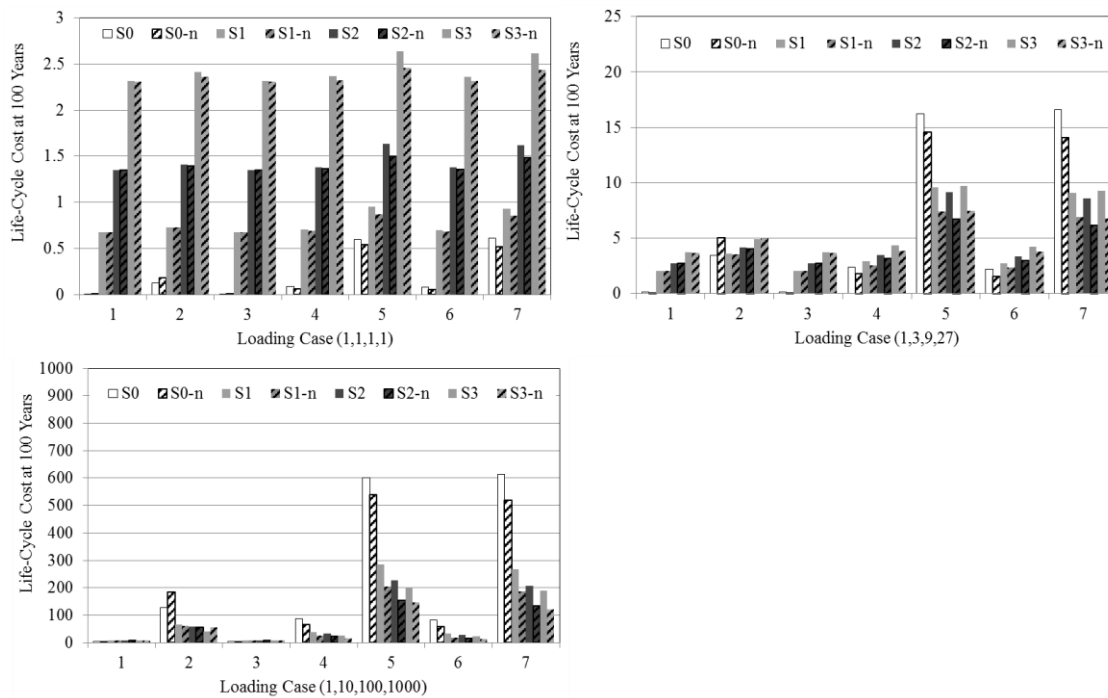 Life-Cycle Cost at 100 Years
3
2.5
2
1.5
1
0.5
0
S0 S0-n S1 S1-n S2 S2-n S3 S3-n
1 2 3 4 5 6 7
Loading Case (1,1,1,1)
Life-Cycle Cost at 100 Years
25
20
15
10
5
0
S0 S0-n S1 S1-n S2 S2-n S3 S3-n
1 2 3 4 5 6 7
Loading Case (1,3,9,27)
Life-Cycle Cost at 100 Years
1000
900
800
700
600
500
400
300
200
100
0
S0 S0-n S1 S1-n S2 S2-n S3 S3-n
1 2 3 4 5 6 7
Loading Case (1,10,100,1000)